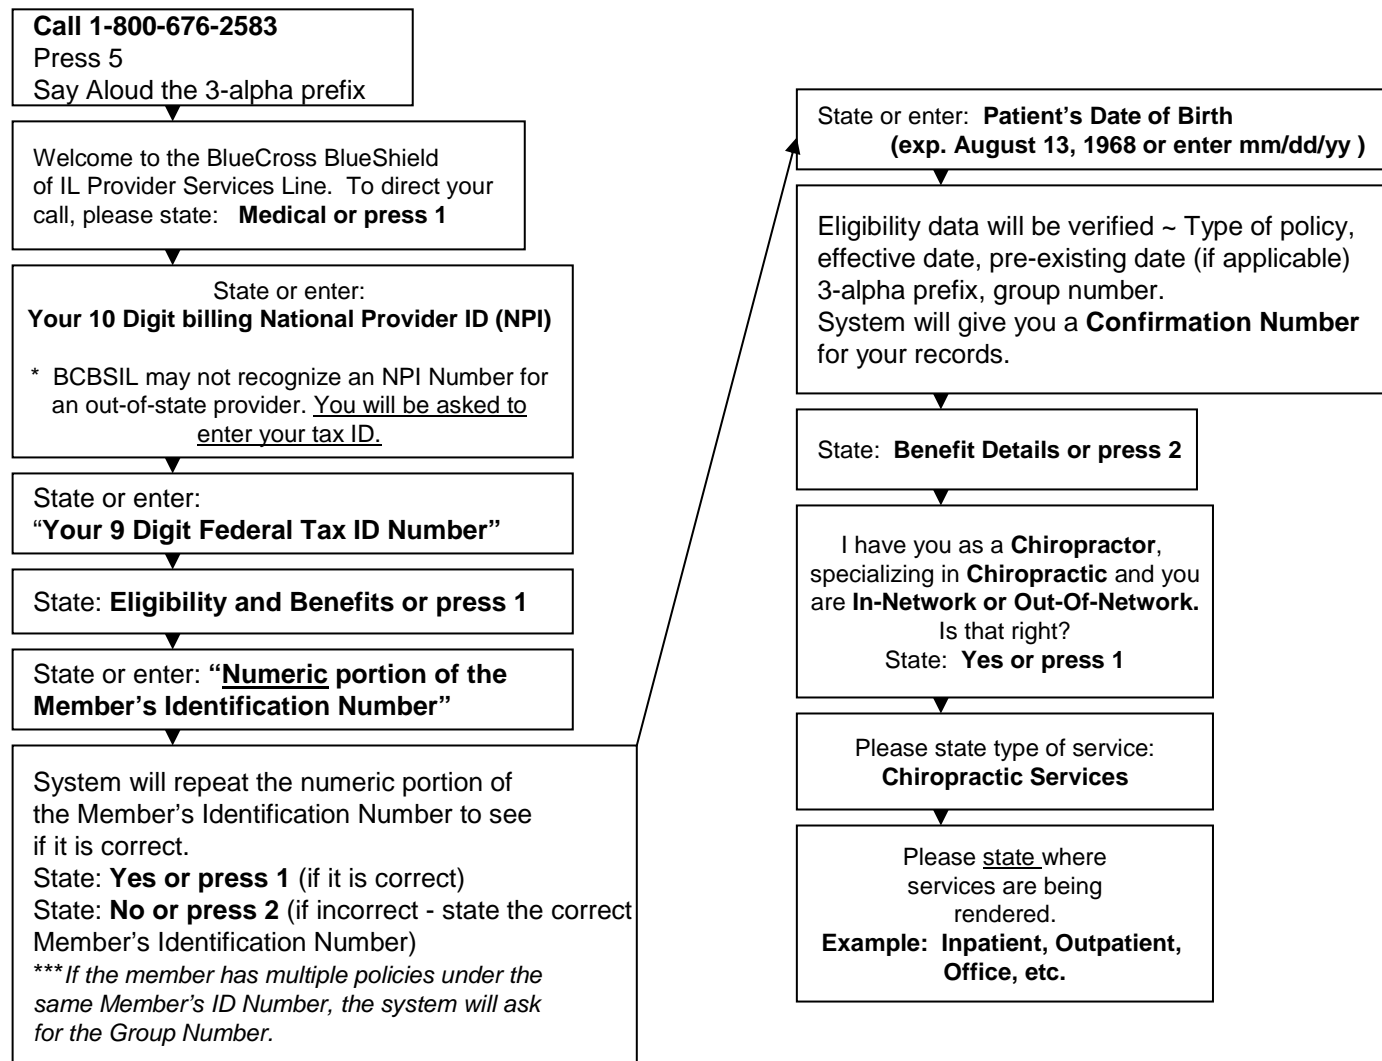 Call 1-800-676-2583
Press 5
Say Aloud the 3-alpha prefix
Welcome to the BlueCross BlueShield
of IL Provider Services Line.  To direct your
call, please state:   Medical or press 1
State or enter:
Your 10 Digit billing National Provider ID (NPI)
*  BCBSIL may not recognize an NPI Number for
an out-of-state provider. You will be asked to
enter your tax ID.
State or enter:
“Your 9 Digit Federal Tax ID Number”
State: Eligibility and Benefits or press 1
State or enter: “Numeric portion of the
Member’s Identification Number”
System will repeat the numeric portion of
the Member’s Identification Number to see
if it is correct.
State: Yes or press 1 (if it is correct)
State: No or press 2 (if incorrect - state the correct
Member’s Identification Number)
***If the member has multiple policies under the
same Member’s ID Number, the system will ask
for the Group Number.
State or enter:  Patient’s Date of Birth
(exp. August 13, 1968 or enter mm/dd/yy )
Eligibility data will be verified ~ Type of policy,
effective date, pre-existing date (if applicable)
3-alpha prefix, group number.
System will give you a Confirmation Number
for your records.
State:  Benefit Details or press 2
I have you as a Chiropractor,
specializing in Chiropractic and you
are In-Network or Out-Of-Network.
Is that right?
State:  Yes or press 1
Please state type of service:
Chiropractic Services
Please state where
services are being
rendered.
Example:  Inpatient, Outpatient,
Office, etc.